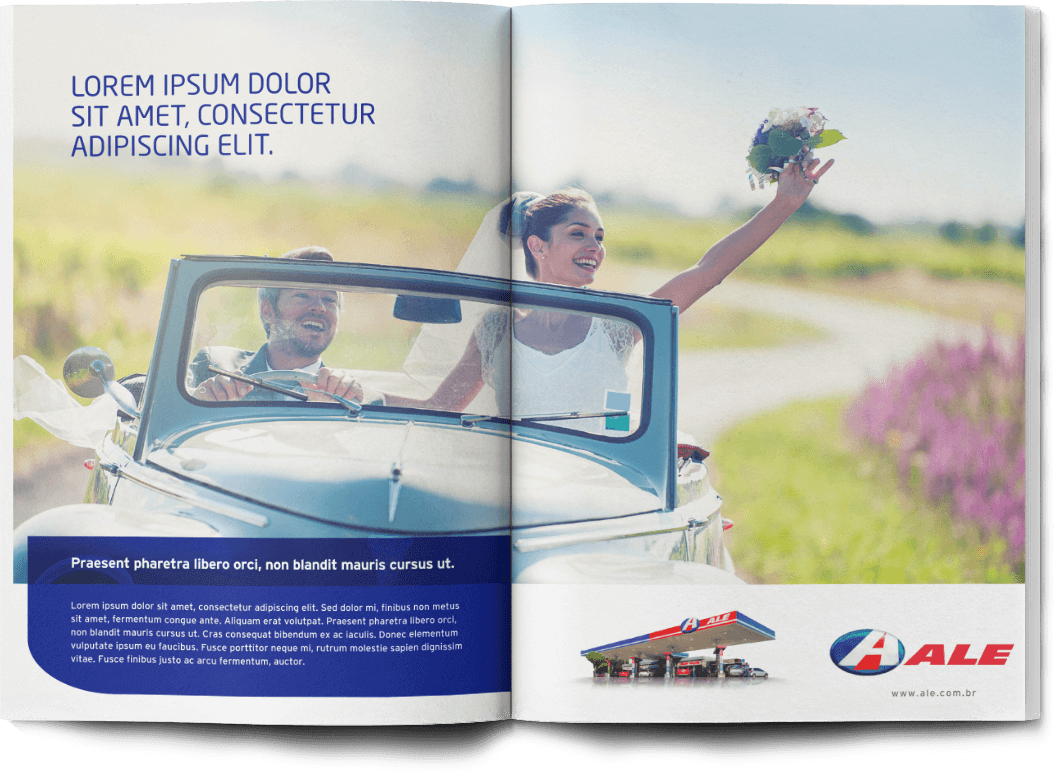 LOREM IPSUM DOLOR
SIT AMET, CONSECTETUR
ADIPISCING ELIT.
Praesent pharetra libero orci, non blandit mauris cursus ut.
Lorem ipsum dolor sit amet, consectetur adipiscing elit. Sed dolor mi, finibus non metus
sit amet, fermentum congue ante. Aliquam erat volutpat. Praesent pharetra libero orci,
non blandit mauris cursus ut. Cras consequat bibendum ex ac iaculis. Donec elementum
vulputate ipsum eu faucibus. Fusce porttitor neque mi, rutrum molestie sapien dignissim
vitae. Fusce finibus justo ac arcu fermentum, auctor.
A ALE
A ALE
www.ale.com.br